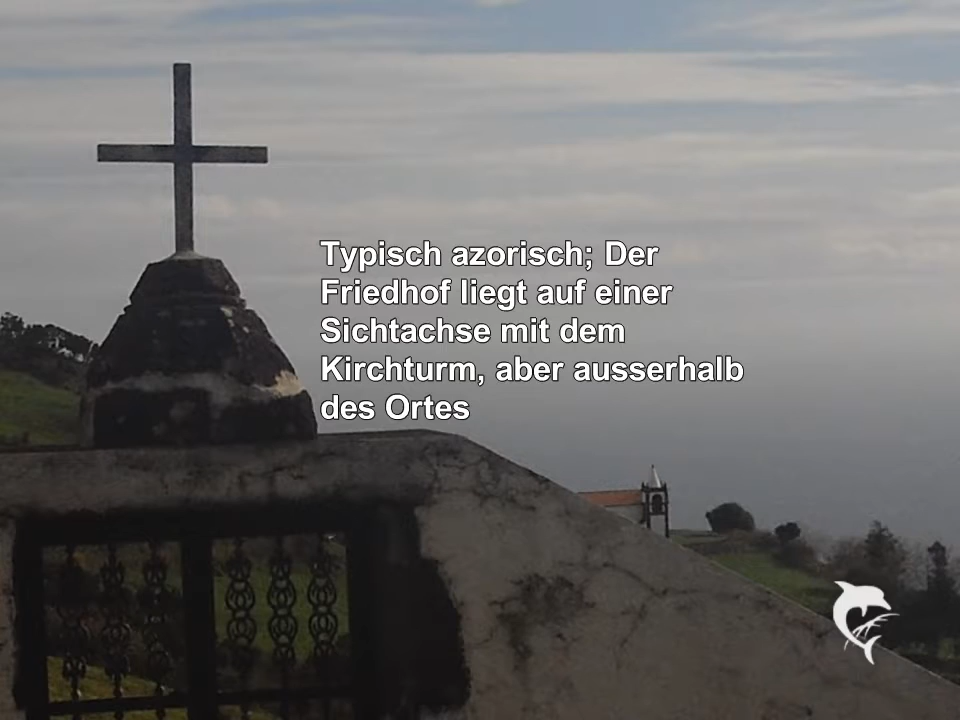 Typisch azorisch; Der
Friedhof liegt auf einer
Sichtachse mit dem
Kirchturm, aber ausserhalb
des Ortes